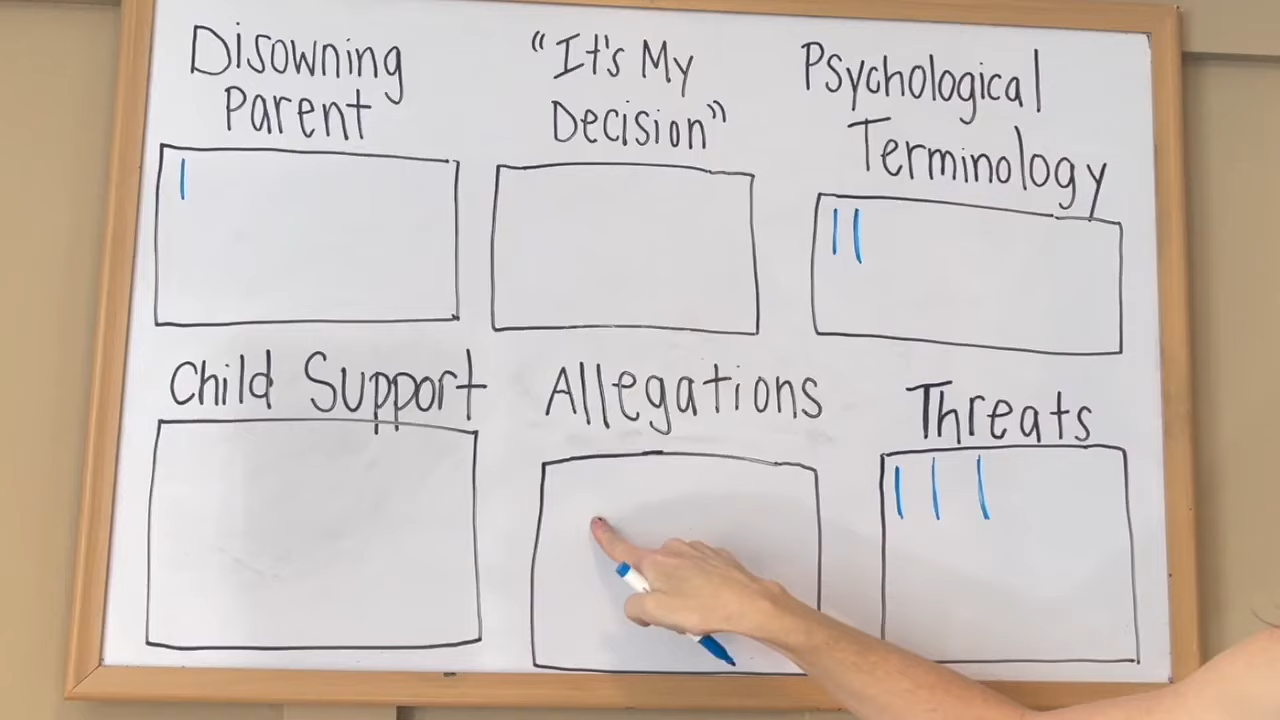 Disowning
Parent
"It's My
Decision"
Psychological
Terminology
Child Support
Allegations
Threats